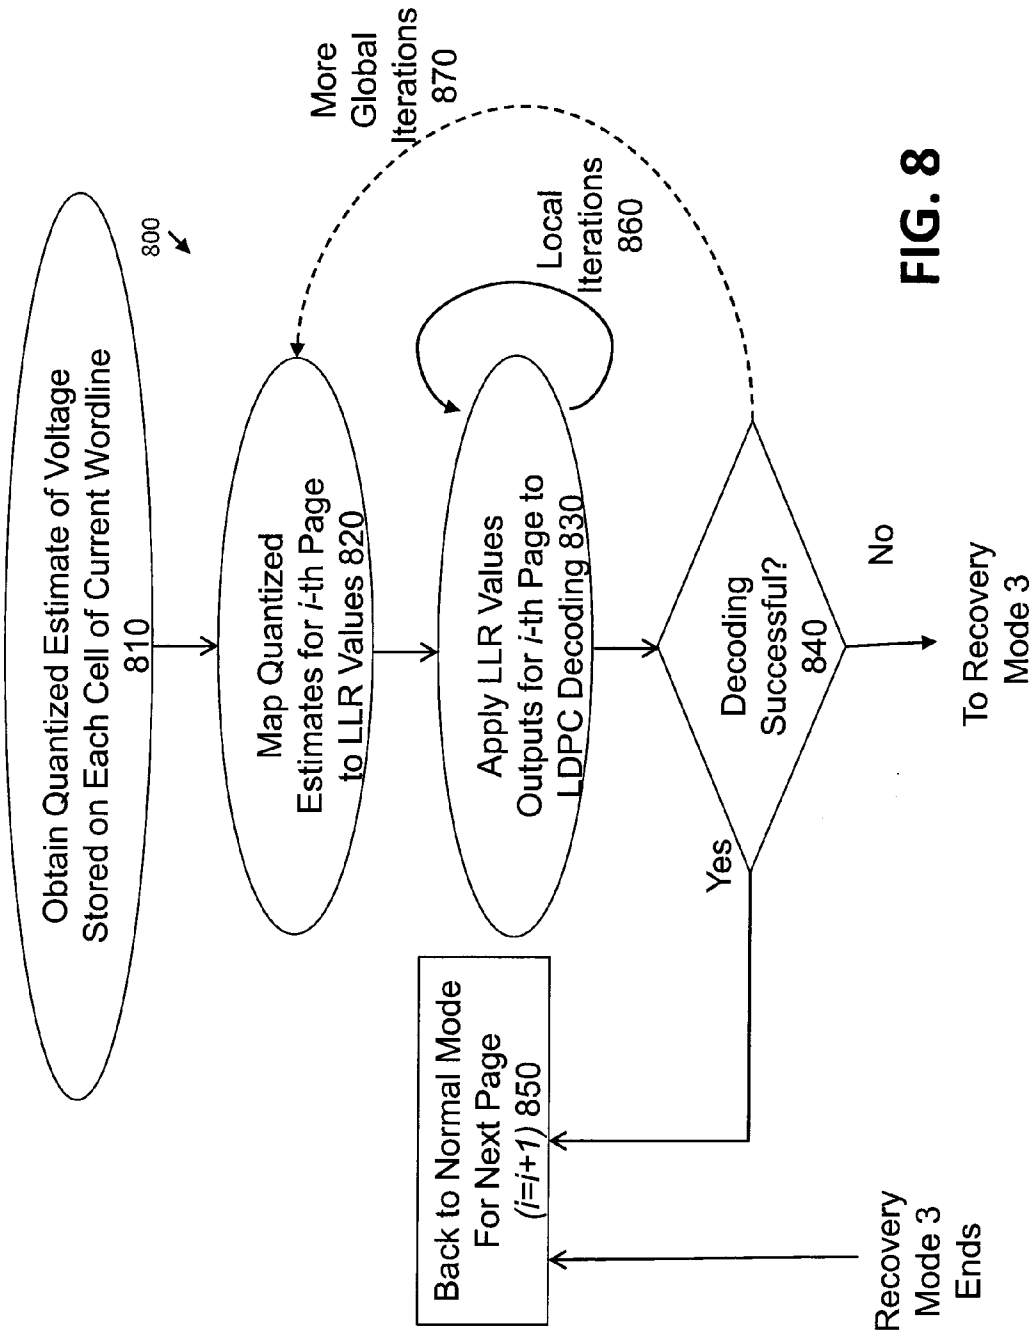 800
Obtain Quantized Estimate of Voltage
Stored on Each Cell of Current Wordline
810
Map Quantized
Estimates for i-th Page
to LLR Values 820
More
Global
Iterations
870
Apply LLR Values
Outputs for i-th Page to
LDPC Decoding 830
Local
Iterations
860
Decoding
Successful?
840
Yes
No
Back to Normal Mode
For Next Page
(i=i+1) 850
Recovery
Mode 3
Ends
To Recovery
Mode 3
FIG. 8